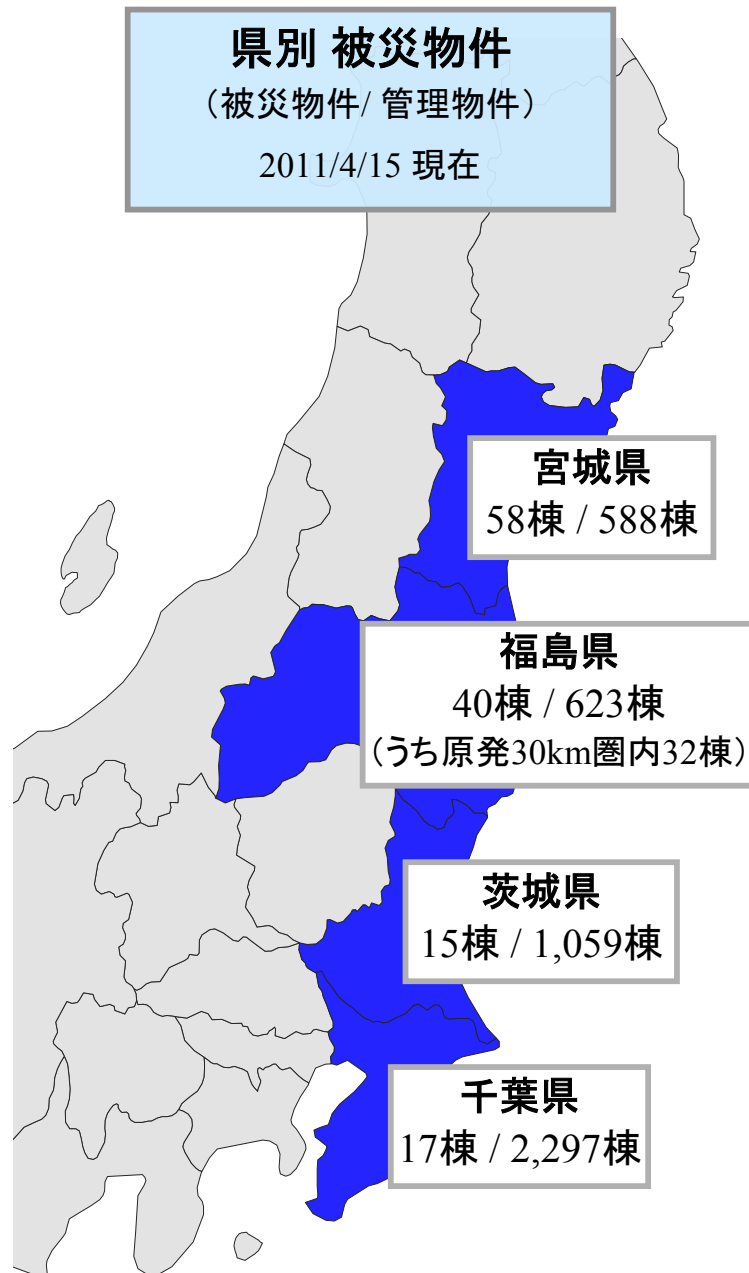 県別 被災物件
（被災物件/ 管理物件）
2011/4/15 現在
宮城県
58棟 / 588棟
福島県
40棟 / 623棟
（うち原発30km圏内32棟）
茨城県
15棟 / 1,059棟
千葉県
17棟 / 2,297棟